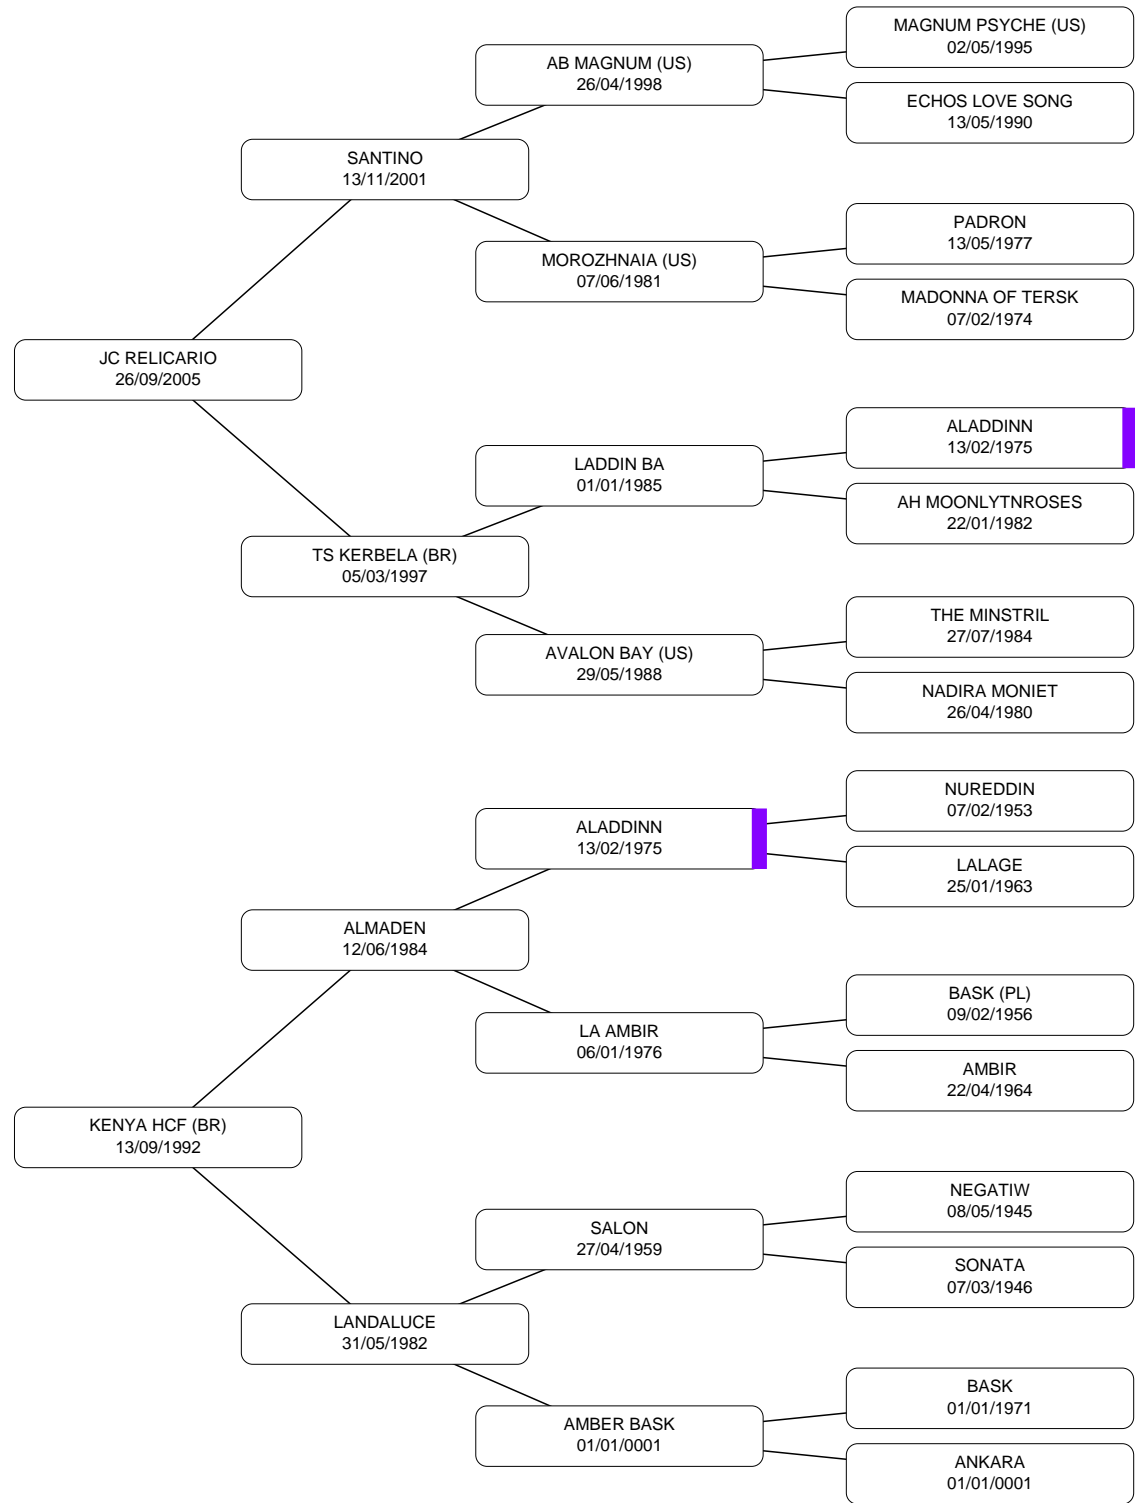 MAGNUM PSYCHE (US)
02/05/1995
AB MAGNUM (US)
26/04/1998
ECHOS LOVE SONG
13/05/1990
SANTINO
13/11/2001
PADRON
13/05/1977
MOROZHNAIA (US)
07/06/1981
MADONNA OF TERSK
07/02/1974
JC RELICARIO
26/09/2005
ALADDINN
13/02/1975
LADDIN BA
01/01/1985
AH MOONLYTNROSES
22/01/1982
TS KERBELA (BR)
05/03/1997
THE MINSTRIL
27/07/1984
AVALON BAY (US)
29/05/1988
NADIRA MONIET
26/04/1980
NUREDDIN
07/02/1953
ALADDINN
13/02/1975
LALAGE
25/01/1963
ALMADEN
12/06/1984
BASK (PL)
09/02/1956
LA AMBIR
06/01/1976
AMBIR
22/04/1964
KENYA HCF (BR)
13/09/1992
NEGATIW
08/05/1945
SALON
27/04/1959
SONATA
07/03/1946
LANDALUCE
31/05/1982
BASK
01/01/1971
AMBER BASK
01/01/0001
ANKARA
01/01/0001